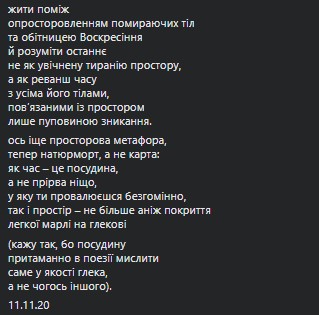 жити поміж
опросторовленням помираючих тіл
та обітницею Воскресіння
й розуміти останнє
не як увічнену тиранію простору,
а як реванш часу
з усіма його тілами,
пов’язаними із простором
лише пуповиною зникання.
ось іще просторова метафора,
тепер натюрморт, а не карта:
як час – це посудина,
а не прірва ніщо,
у яку ти провалюєшся безгомінно,
так і простір – не більше аніж покриття
легкої марлі на глекові
(кажу так, бо посудину
притаманно в поезії мислити
саме у якості глека,
а не чогось іншого).
11.11.20